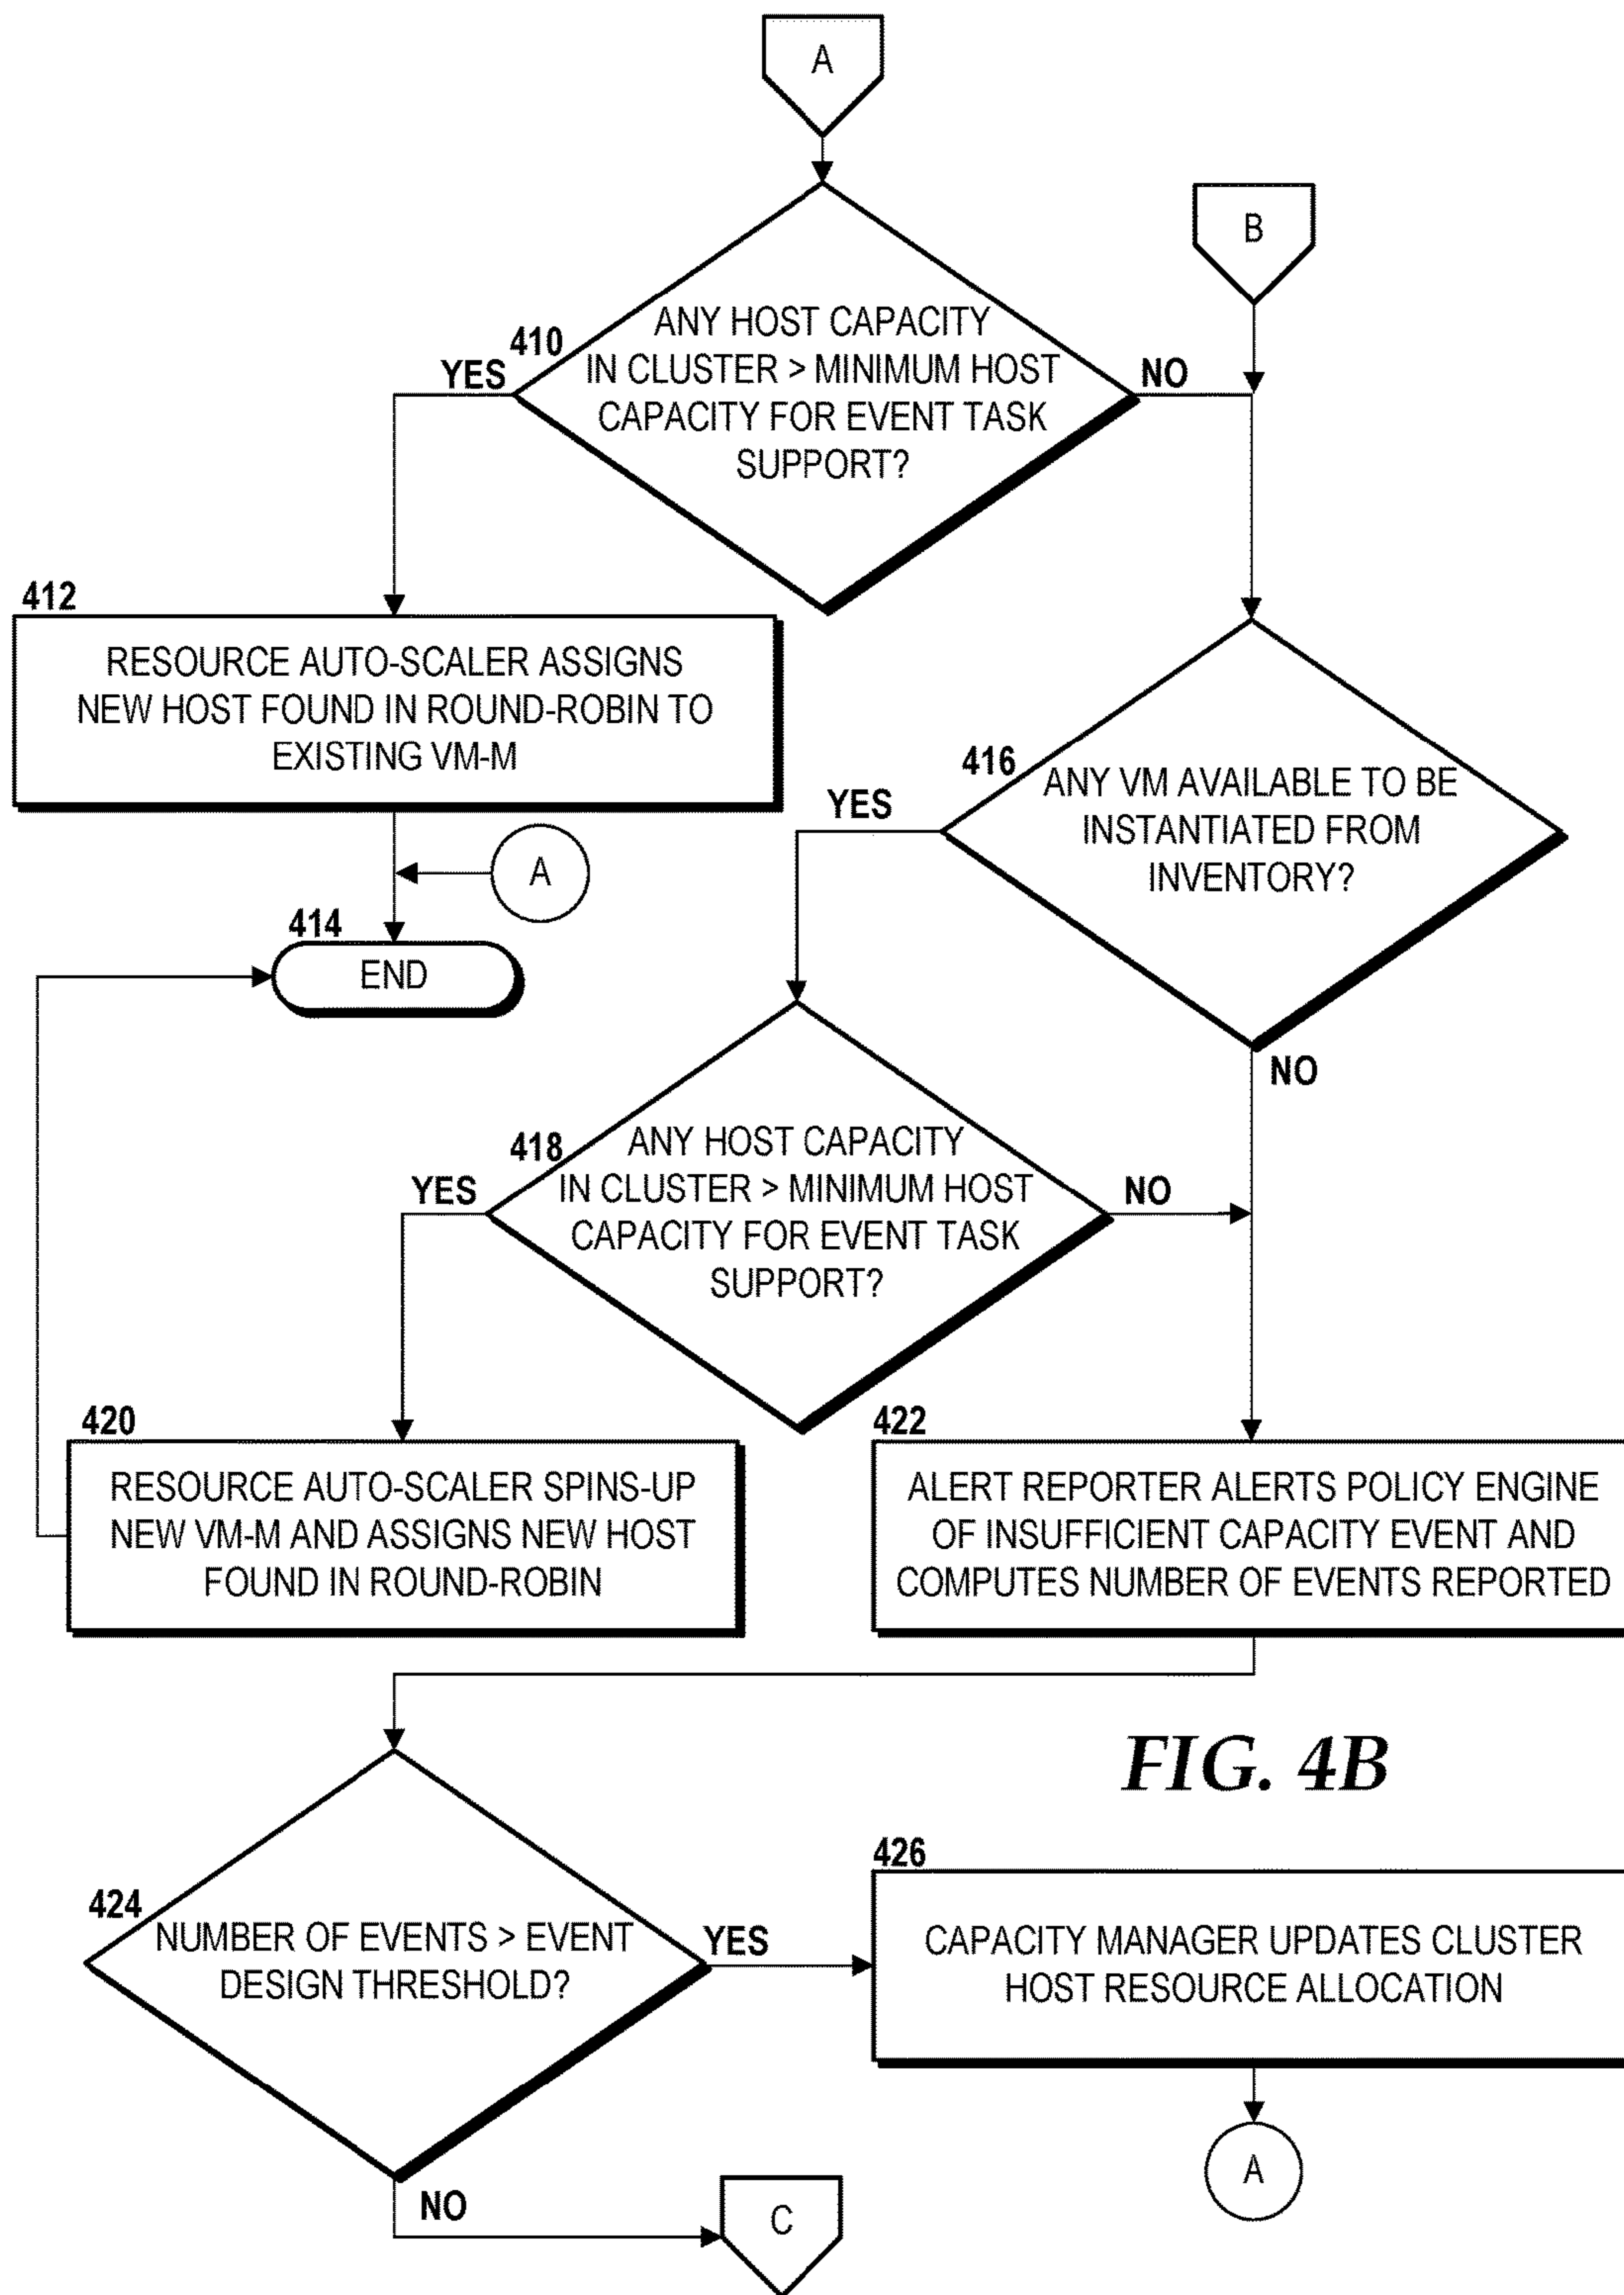 A
B
410
ANY HOST CAPACITY
IN CLUSTER > MINIMUM HOST
CAPACITY FOR EVENT TASK
SUPPORT?
YES
NO
412
RESOURCE AUTO-SCALER ASSIGNS
NEW HOST FOUND IN ROUND-ROBIN TO
EXISTING VM-M
A
414
END
416
ANY VM AVAILABLE TO BE
INSTANTIATED FROM
INVENTORY?
YES
NO
418
ANY HOST CAPACITY
IN CLUSTER > MINIMUM HOST
CAPACITY FOR EVENT TASK
SUPPORT?
YES
NO
420
RESOURCE AUTO-SCALER SPINS-UP
NEW VM-M AND ASSIGNS NEW HOST
FOUND IN ROUND-ROBIN
422
ALERT REPORTER ALERTS POLICY ENGINE
OF INSUFFICIENT CAPACITY EVENT AND
COMPUTES NUMBER OF EVENTS REPORTED
FIG. 4B
424
NUMBER OF EVENTS > EVENT
DESIGN THRESHOLD?
YES
NO
426
CAPACITY MANAGER UPDATES CLUSTER
HOST RESOURCE ALLOCATION
A
C